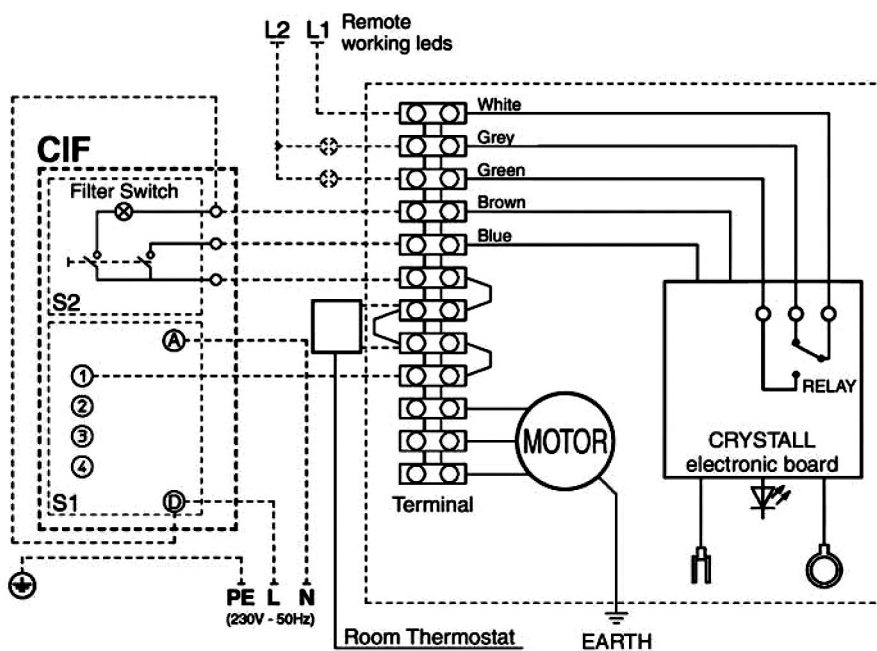 L2 L1 Remote
working leds
White
Grey
CIF
Green
Filter Switch
Brown
Blue
S2
A
1
2
3
4
RELAY
MOTOR
CRYSTALL
electronic board
S1
D
Terminal
PE L N
(230V - 50Hz)
Room Thermostat
EARTH